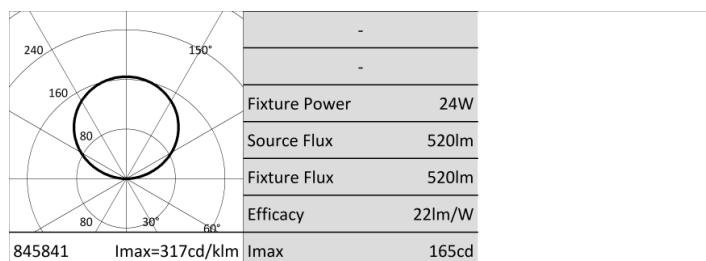 240
150°
160
80
80
30°
60°
845841 Imax=317cd/klm
-
-
Fixture Power 24W
Source Flux 520lm
Fixture Flux 520lm
Efficacy 22lm/W
Imax 165cd